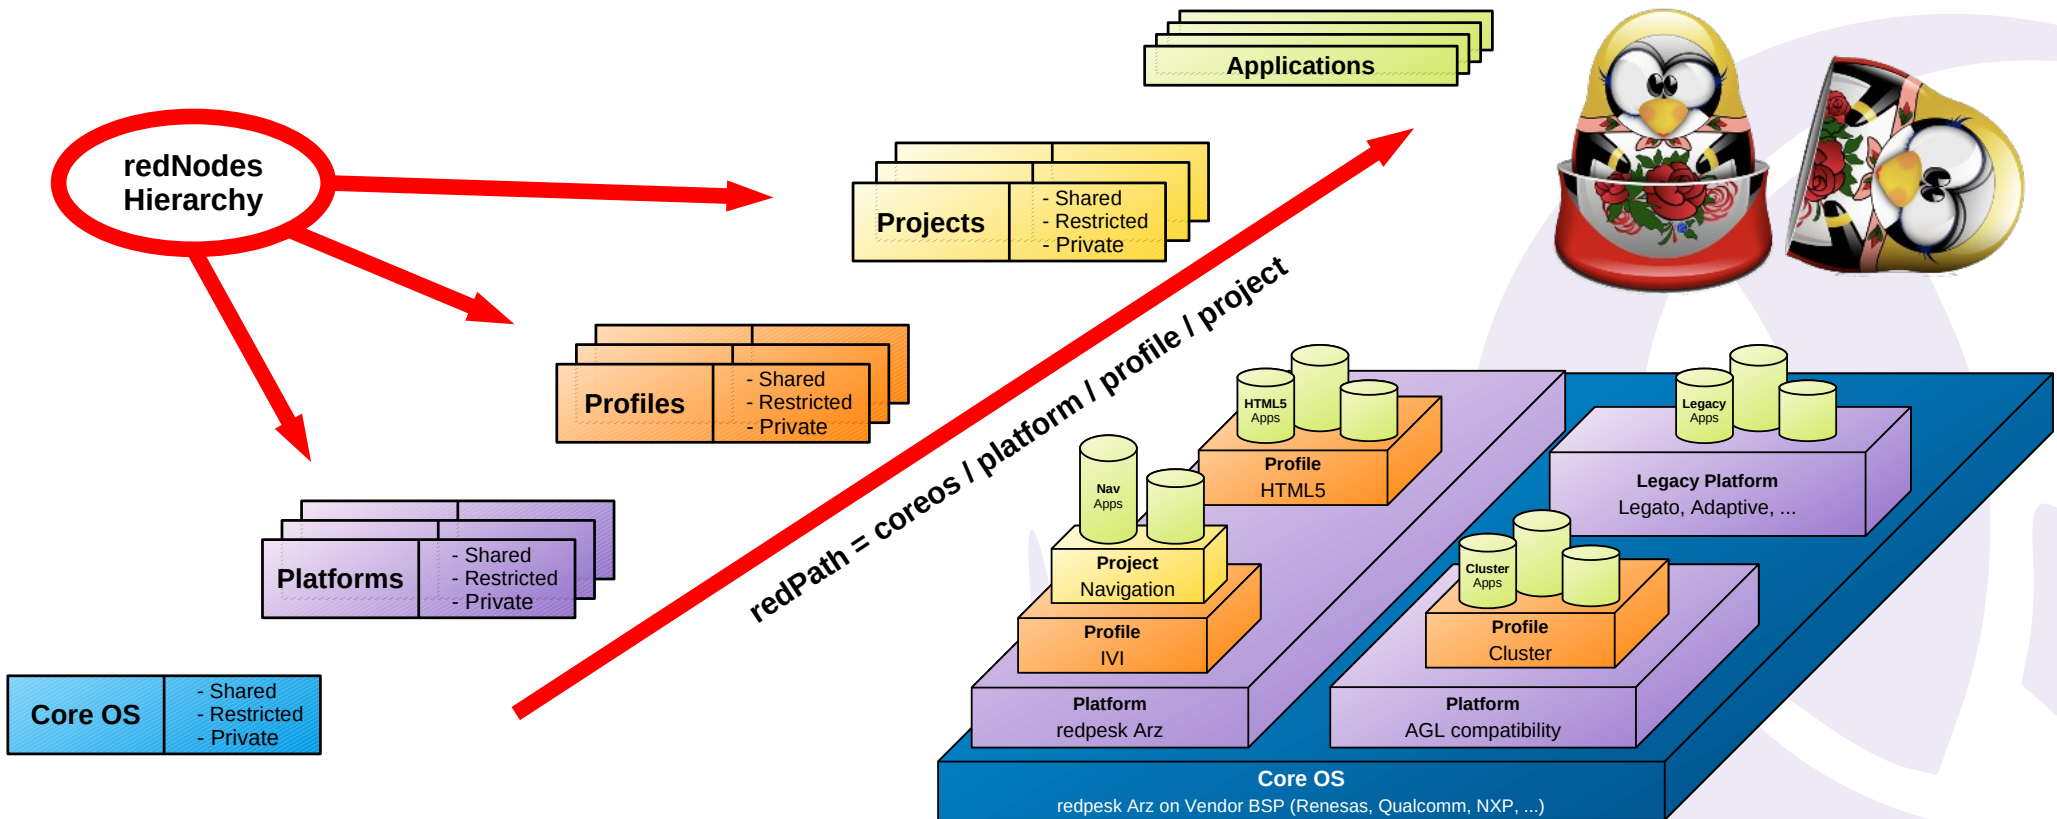 Applications
redNodes
Hierarchy
Projects
- Shared
- Restricted
- Private
Profiles
- Shared
- Restricted
- Private
Platforms
- Shared
- Restricted
- Private
Core OS
- Shared
- Restricted
- Private
redPath = coreos / platform / profile / project
HTML5
Apps
Profile
HTML5
Nav
Apps
Project
Navigation
Profile
IVI
Platform
redpesk Arz
Legacy
Apps
Legacy Platform
Legato, Adaptive, ...
Cluster
Apps
Profile
Cluster
Platform
AGL compatibility
Core OS
redpesk Arz on Vendor BSP (Renesas, Qualcomm, NXP, ...)